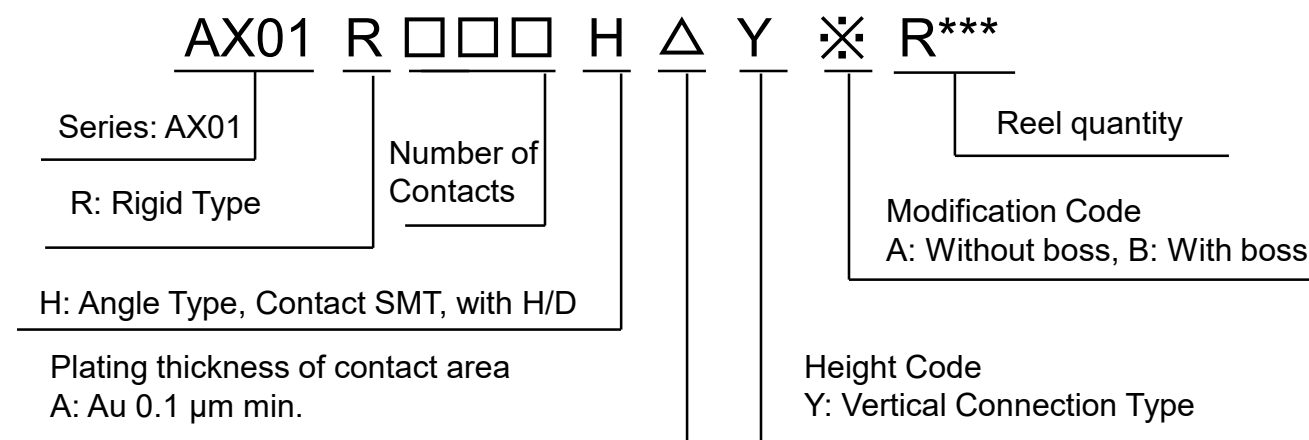 AX01 R □□□ H △ Y ※ R***
Series: AX01
Number of
Contacts
Reel quantity
R: Rigid Type
Modification Code
A: Without boss, B: With boss
H: Angle Type, Contact SMT, with H/D
Plating thickness of contact area
A: Au 0.1 µm min.
Height Code
Y: Vertical Connection Type